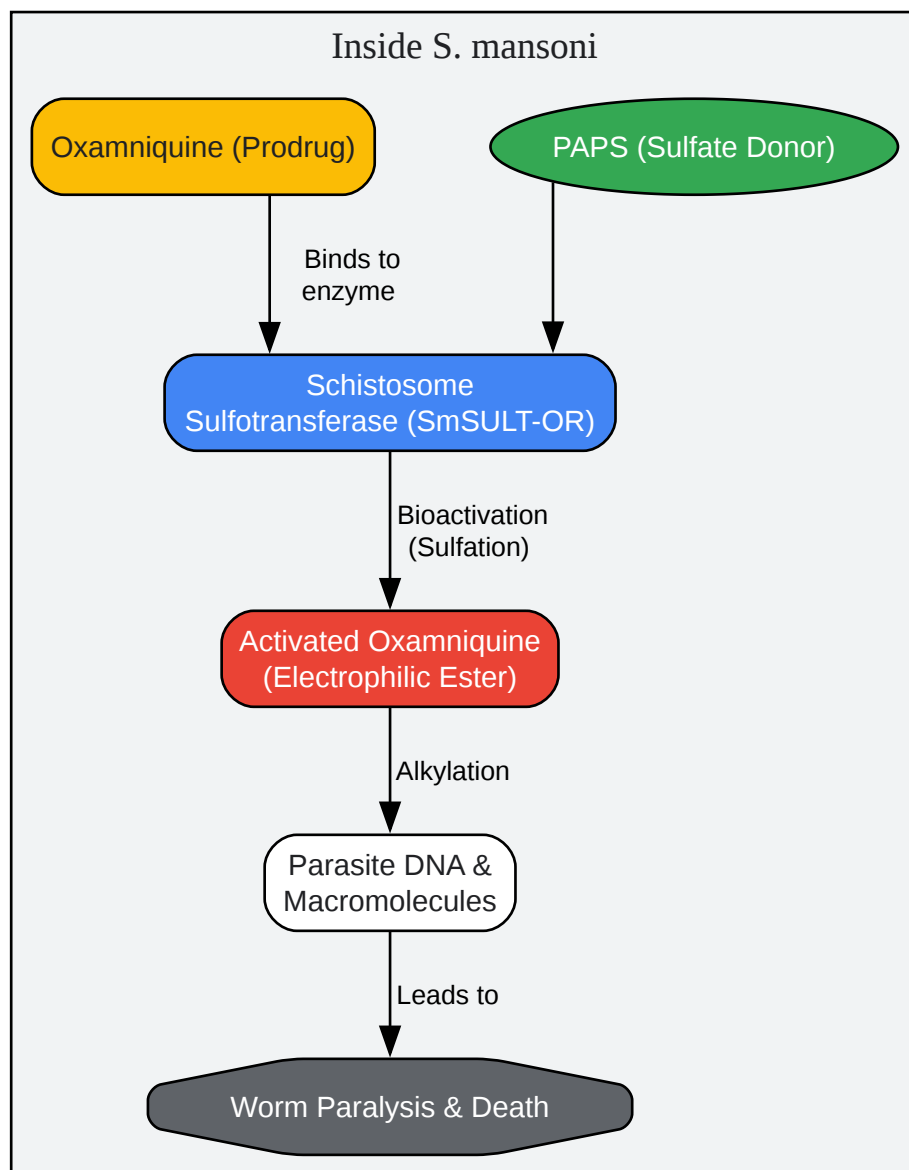 Inside S. mansoni
Oxamniquine (Prodrug)
PAPS (Sulfate Donor)
Binds to
enzyme
Schistosome
Sulfotransferase (SmSULT-OR)
Bioactivation
(Sulfation)
Activated Oxamniquine
(Electrophilic Ester)
Alkylation
Parasite DNA &
Macromolecules
Leads to
Worm Paralysis & Death